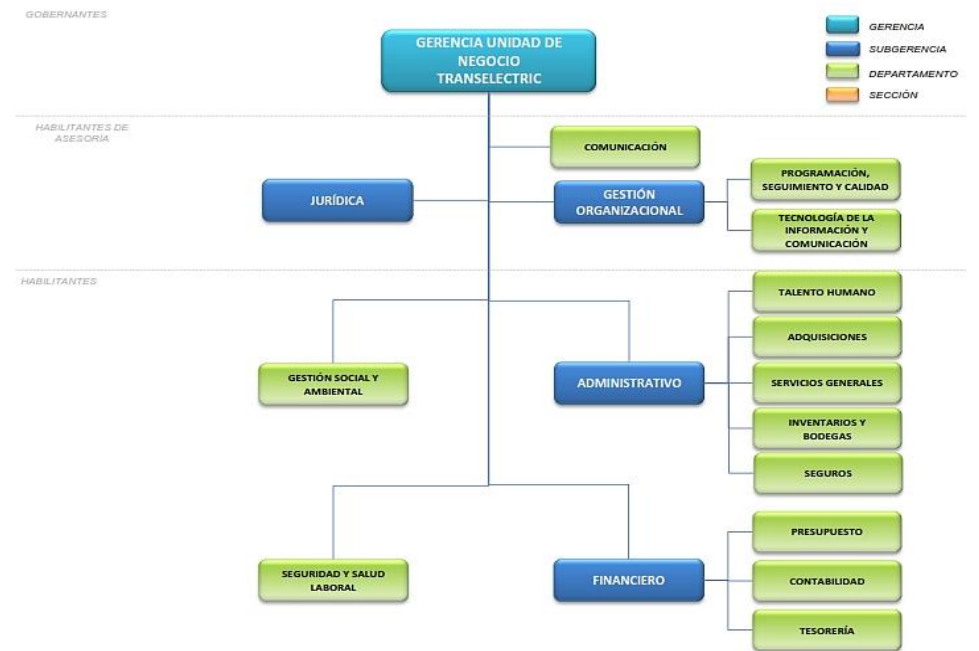 GOBERNANTES
GERENCIA UNIDAD DE
NEGOCIO
TRANSELECTRIC
GERENCIA
SUBGERENCIA
DEPARTAMENTO
SECCIÓN
HABILITANTES DE
ASESORÍA
COMUNICACIÓN
JURÍDICA
GESTIÓN
ORGANIZACIONAL
PROGRAMACIÓN,
SEGUIMIENTO Y CALIDAD
TECNOLOGÍA DE LA
INFORMACIÓN Y
COMUNICACIÓN
HABILITANTES
GESTIÓN SOCIAL Y
AMBIENTAL
ADMINISTRATIVO
TALENTO HUMANO
ADQUISICIONES
SERVICIOS GENERALES
INVENTARIOS Y
BODEGAS
SEGUROS
SEGURIDAD Y SALUD
LABORAL
FINANCIERO
PRESUPUESTO
CONTABILIDAD
TESORERÍA